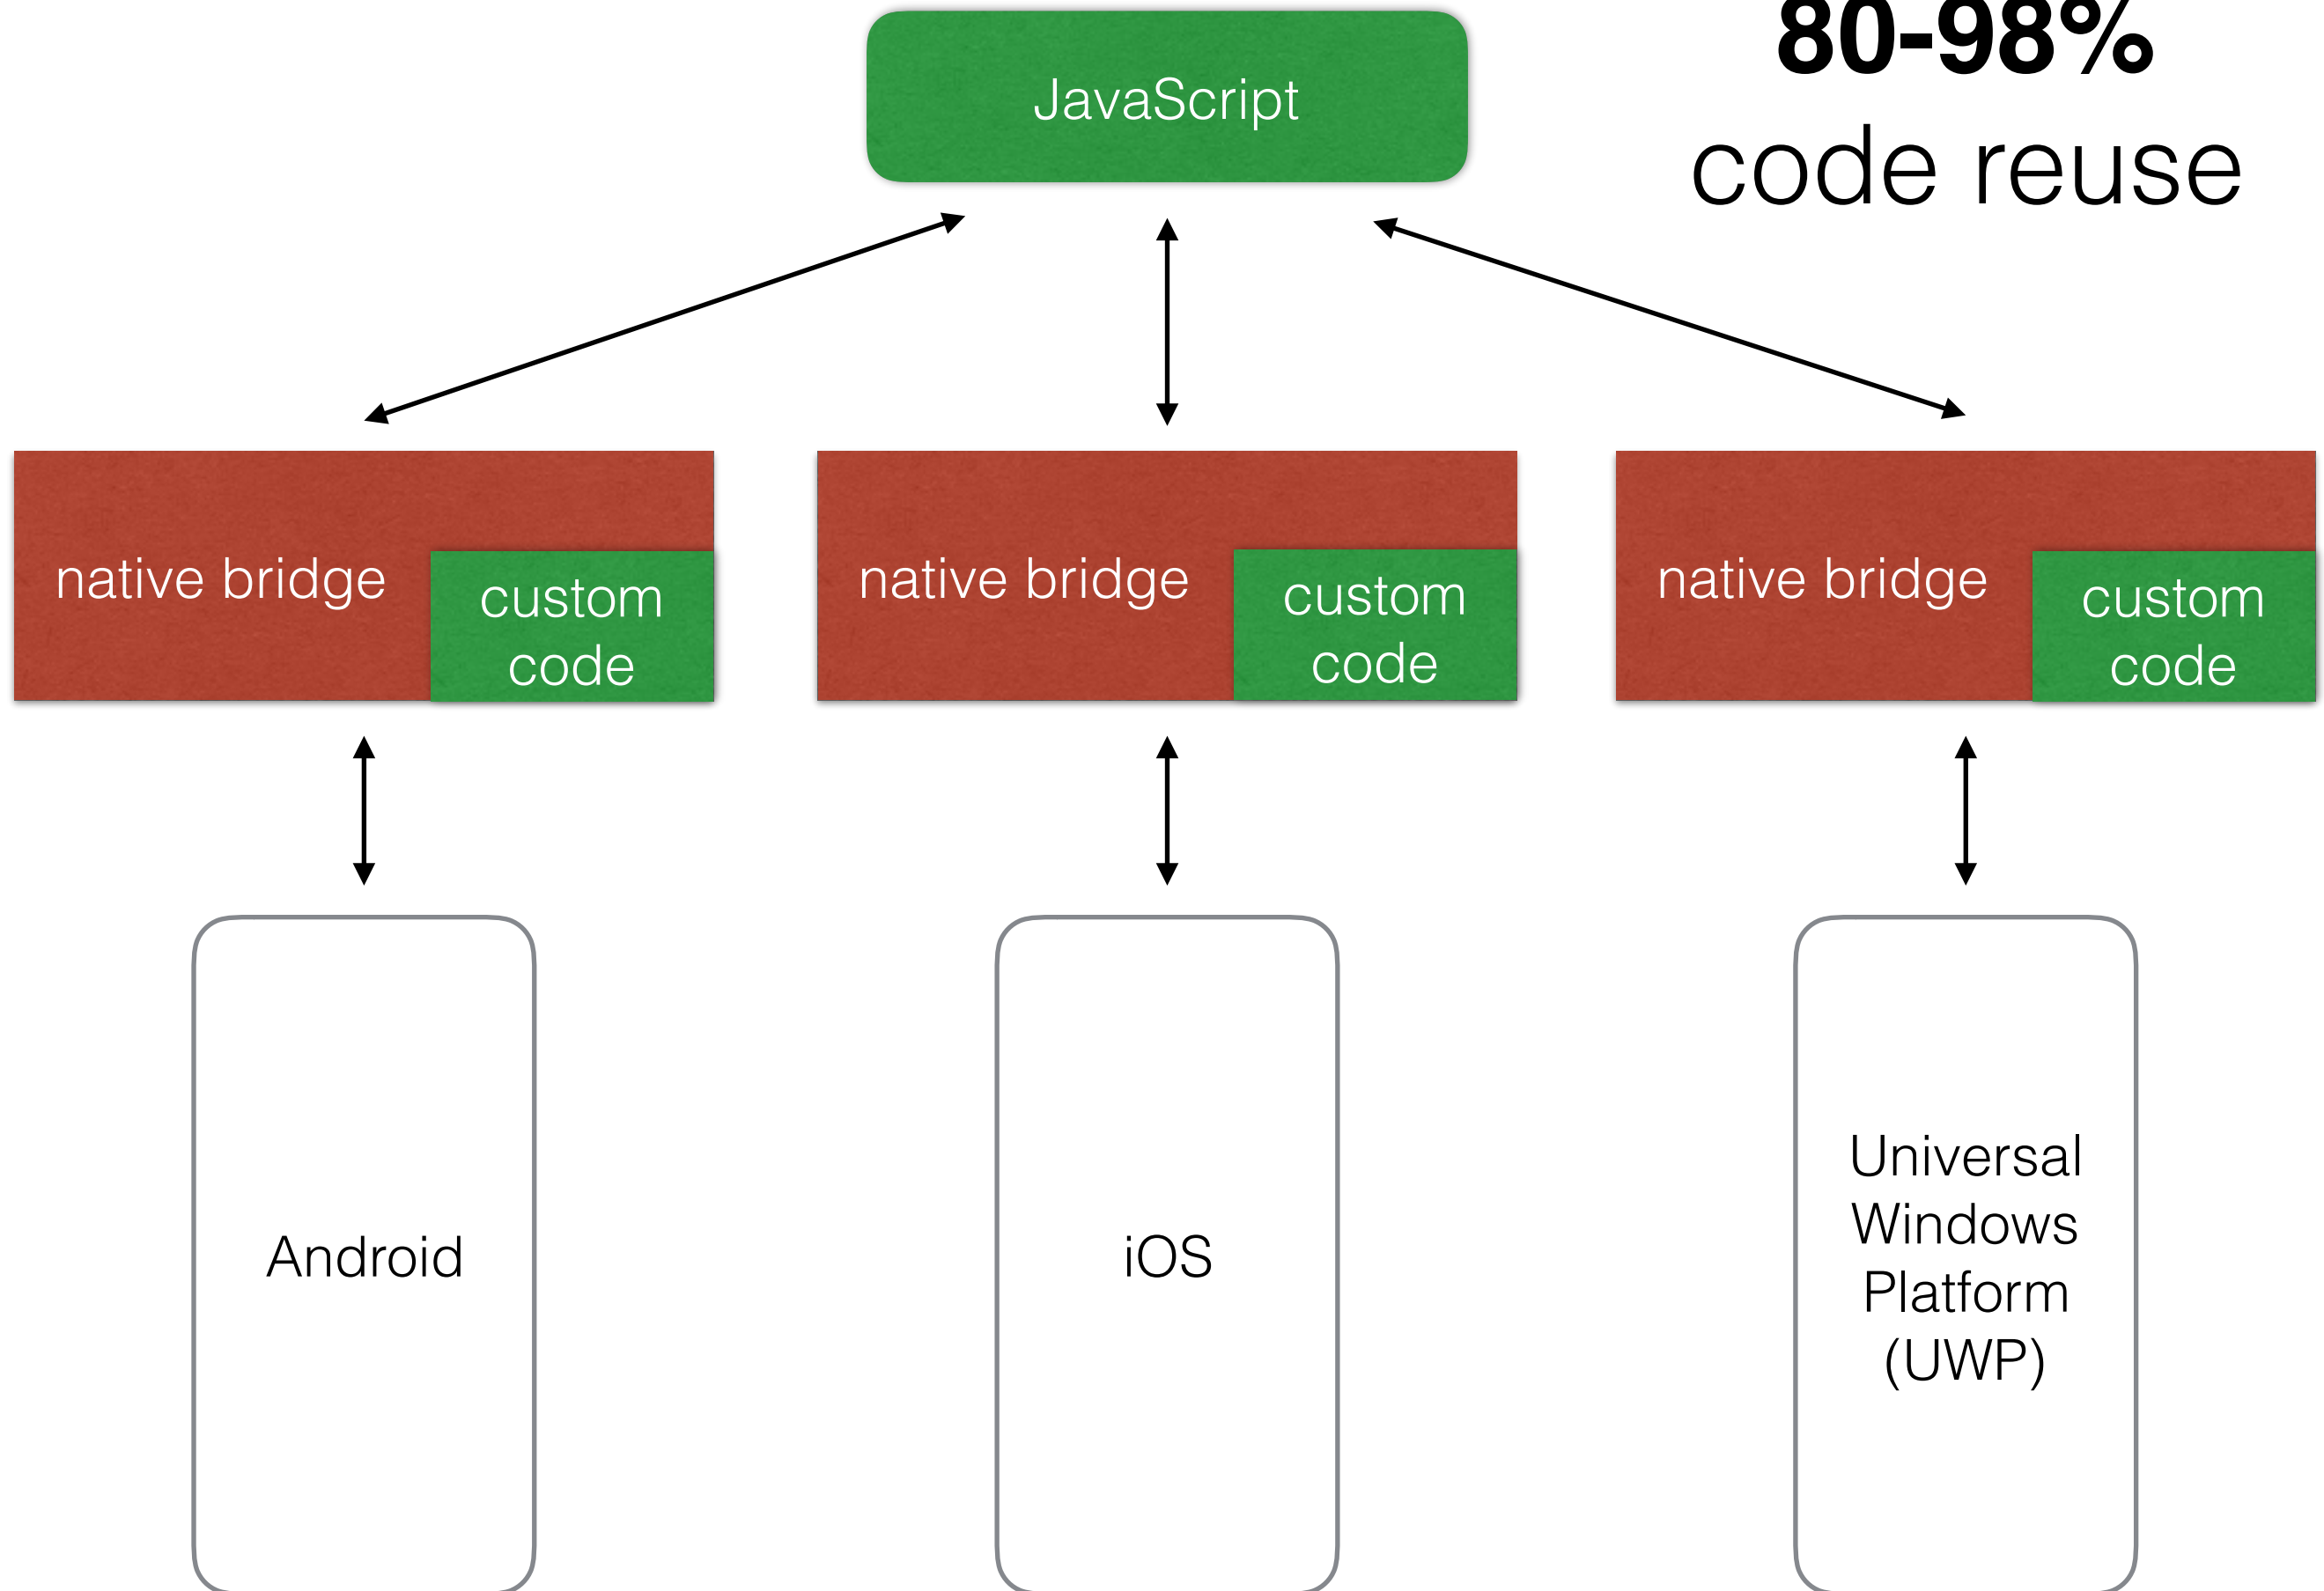 80-98%
code reuse
JavaScript
native bridge
custom
code
native bridge
custom
code
native bridge
custom
code
Android
iOS
Universal
Windows
Platform
(UWP)